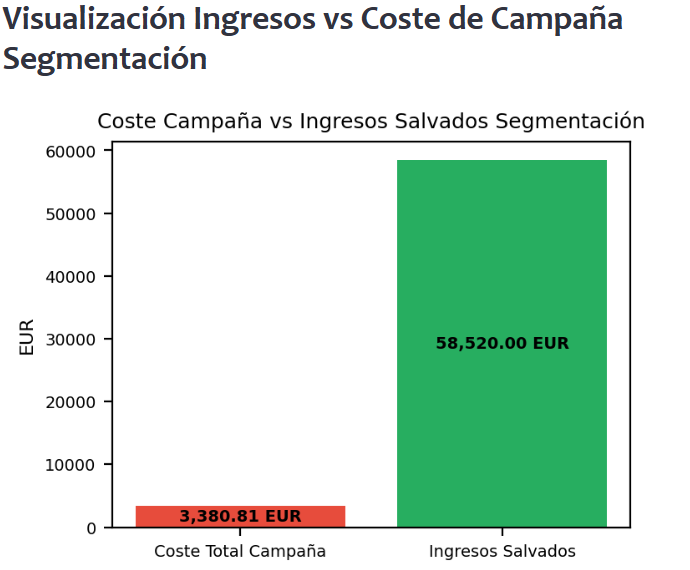 Visualización Ingresos vs Coste de Campaña
Segmentación
Coste Campaña vs Ingresos Salvados Segmentación
60000
50000
40000
30000
20000
10000
0
EUR
58,520.00 EUR
3,380.81 EUR
Coste Total Campaña
Ingresos Salvados